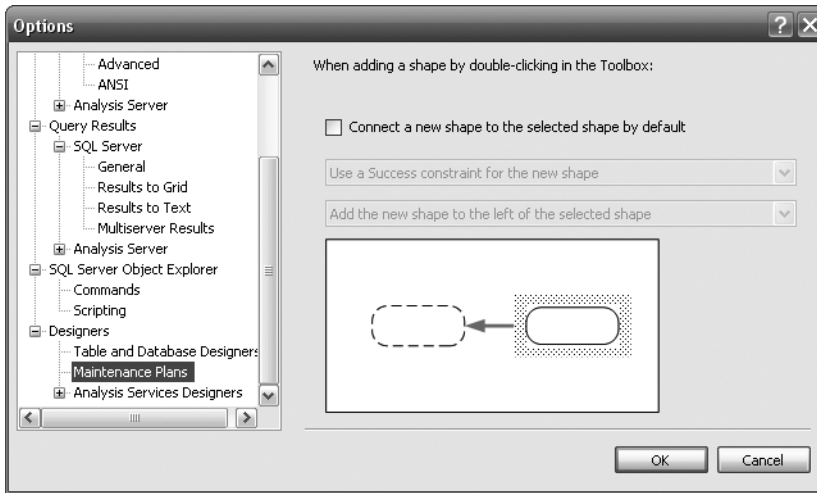 Options
Advanced
ANSI
Analysis Server
Query Results
SQL Server
General
Results to Grid
Results to Text
Multiserver Results
Analysis Server
SQL Server Object Explorer
Commands
Scripting
Designers
Table and Database Designers
Maintenance Plans
Analysis Services Designers
When adding a shape by double-clicking in the Toolbox:
Connect a new shape to the selected shape by default
Use a Success constraint for the new shape
Add the new shape to the left of the selected shape
OK
Cancel